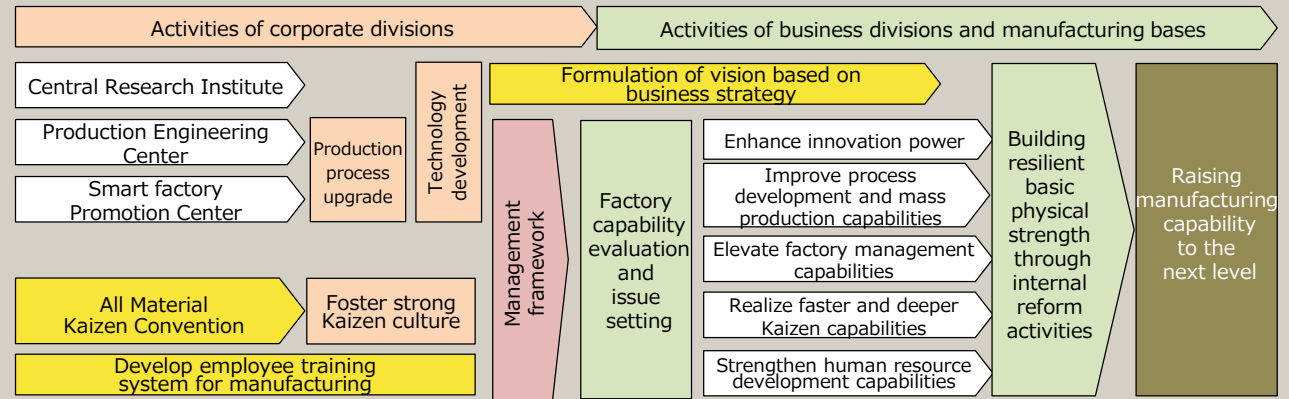 Activities of corporate divisions
Activities of business divisions and manufacturing bases
Central Research Institute
Production Engineering
Center
Smart factory
Promotion Center
Production
process
upgrade
Technology
development
All Material
Kaizen Convention
Foster strong
Kaizen culture
Develop employee training
system for manufacturing
Formulation of vision based on
business strategy
Management
framework
Factory
capability
evaluation
and
issue
setting
Enhance innovation power
Improve process
development and mass
production capabilities
Elevate factory management
capabilities
Realize faster and deeper
Kaizen capabilities
Strengthen human resource
development capabilities
Building
resilient
basic
physical
strength
through
internal
reform
activities
Raising
manufacturing
capability
to the
next level